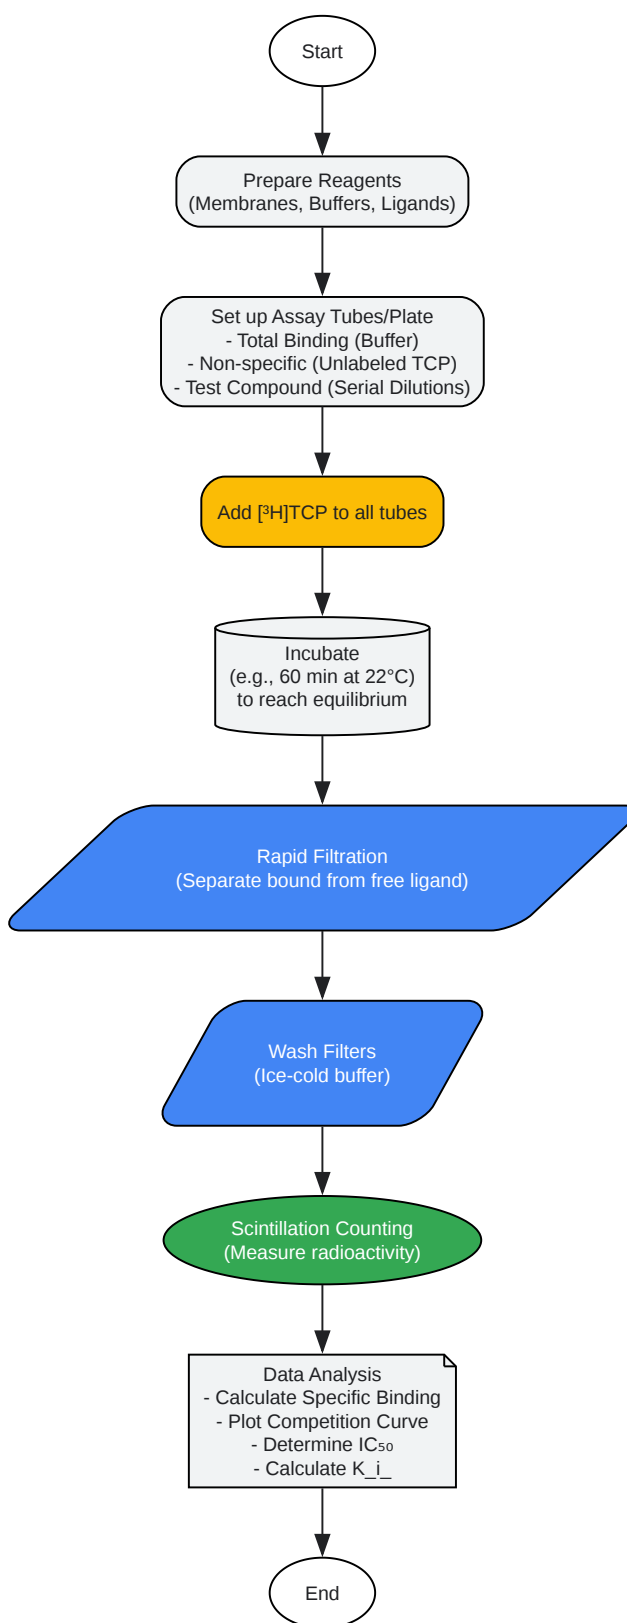 Start
Prepare Reagents
(Membranes, Buffers, Ligands)
Set up Assay Tubes/Plate
- Total Binding (Buffer)
- Non-specific (Unlabeled TCP)
- Test Compound (Serial Dilutions)
Add [³H]TCP to all tubes
Incubate
(e.g., 60 min at 22°C)
to reach equilibrium
Rapid Filtration
(Separate bound from free ligand)
Wash Filters
(Ice-cold buffer)
Scintillation Counting
(Measure radioactivity)
Data Analysis
- Calculate Specific Binding
- Plot Competition Curve
- Determine IC₅₀
- Calculate K_i_
End